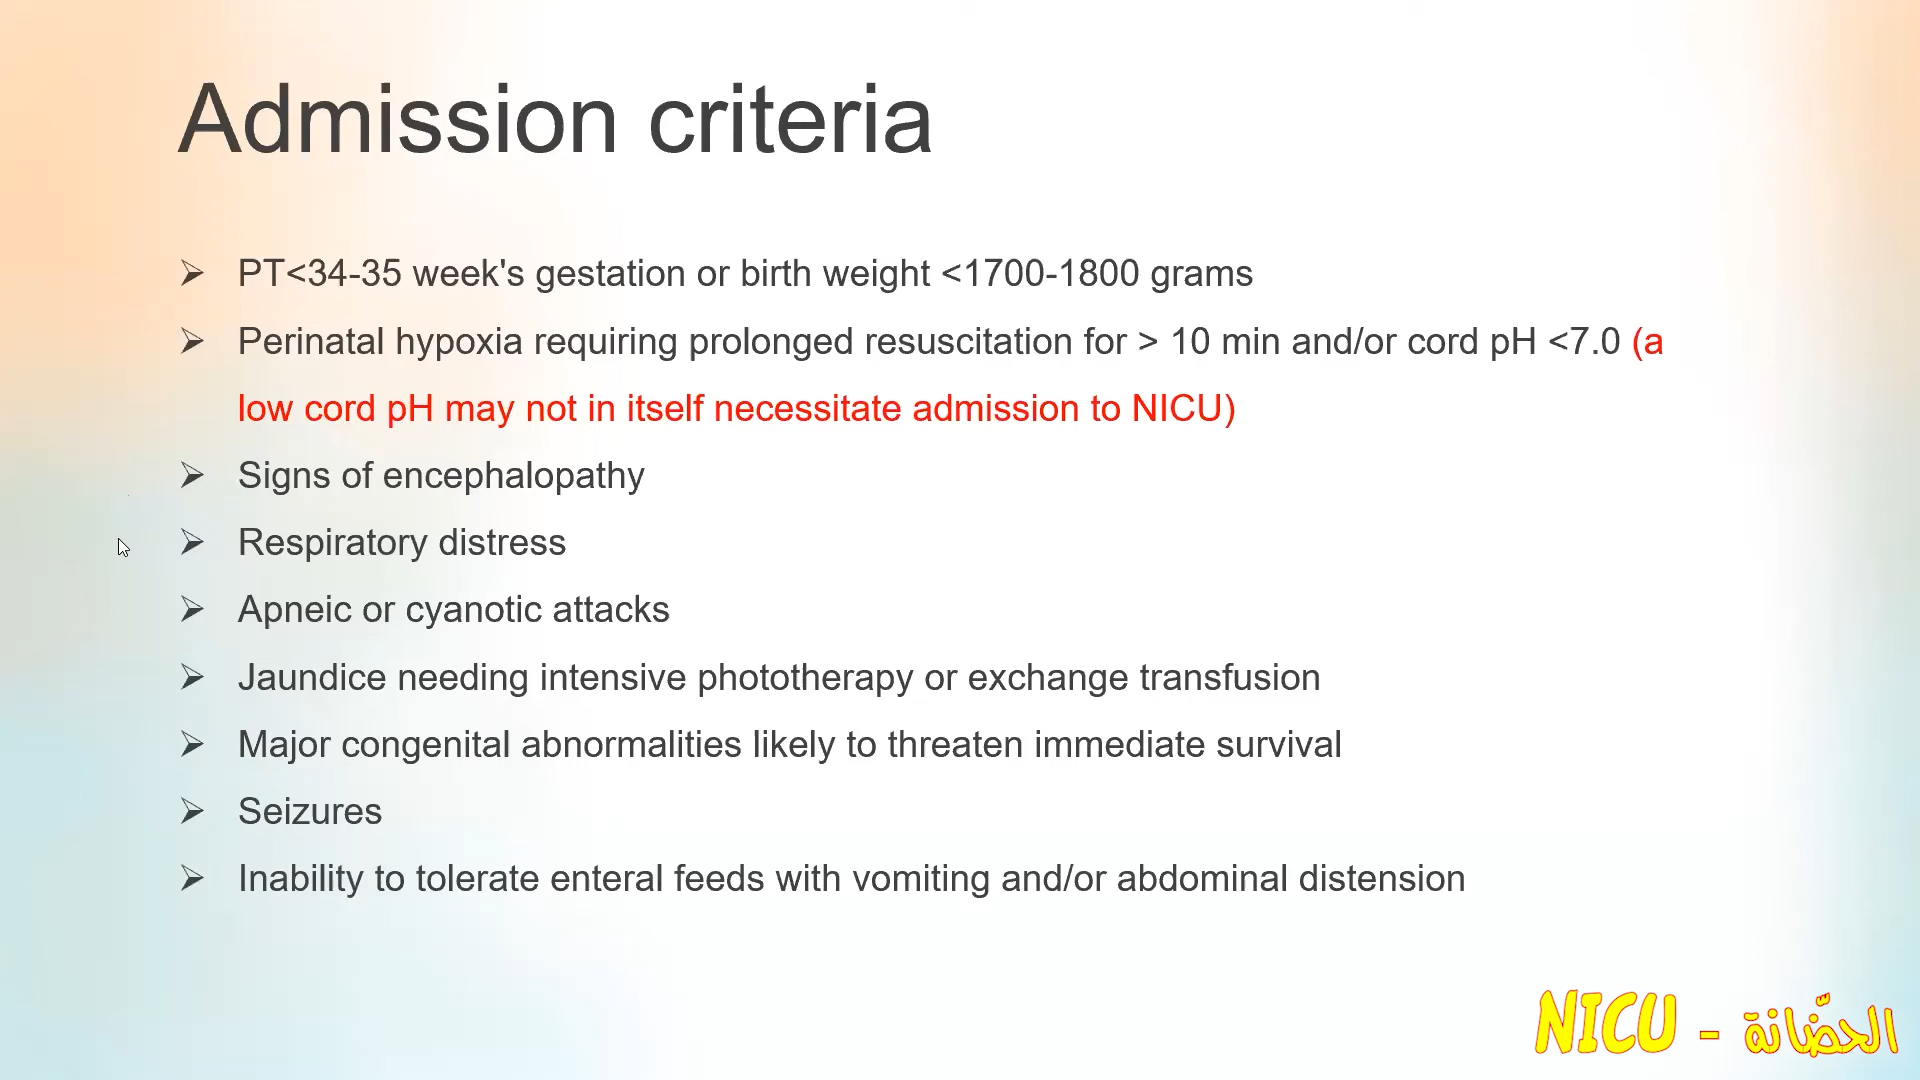 Admission criteria
➢ PT<34-35 week's gestation or birth weight <1700-1800 grams
➢ Perinatal hypoxia requiring prolonged resuscitation for > 10 min and/or cord pH <7.0 (a
low cord pH may not in itself necessitate admission to NICU)
➢ Signs of encephalopathy
➢ Respiratory distress
➢ Apneic or cyanotic attacks
➢ Jaundice needing intensive phototherapy or exchange transfusion
➢ Major congenital abnormalities likely to threaten immediate survival
➢ Seizures
➢ Inability to tolerate enteral feeds with vomiting and/or abdominal distension
NICU - الحضّانة